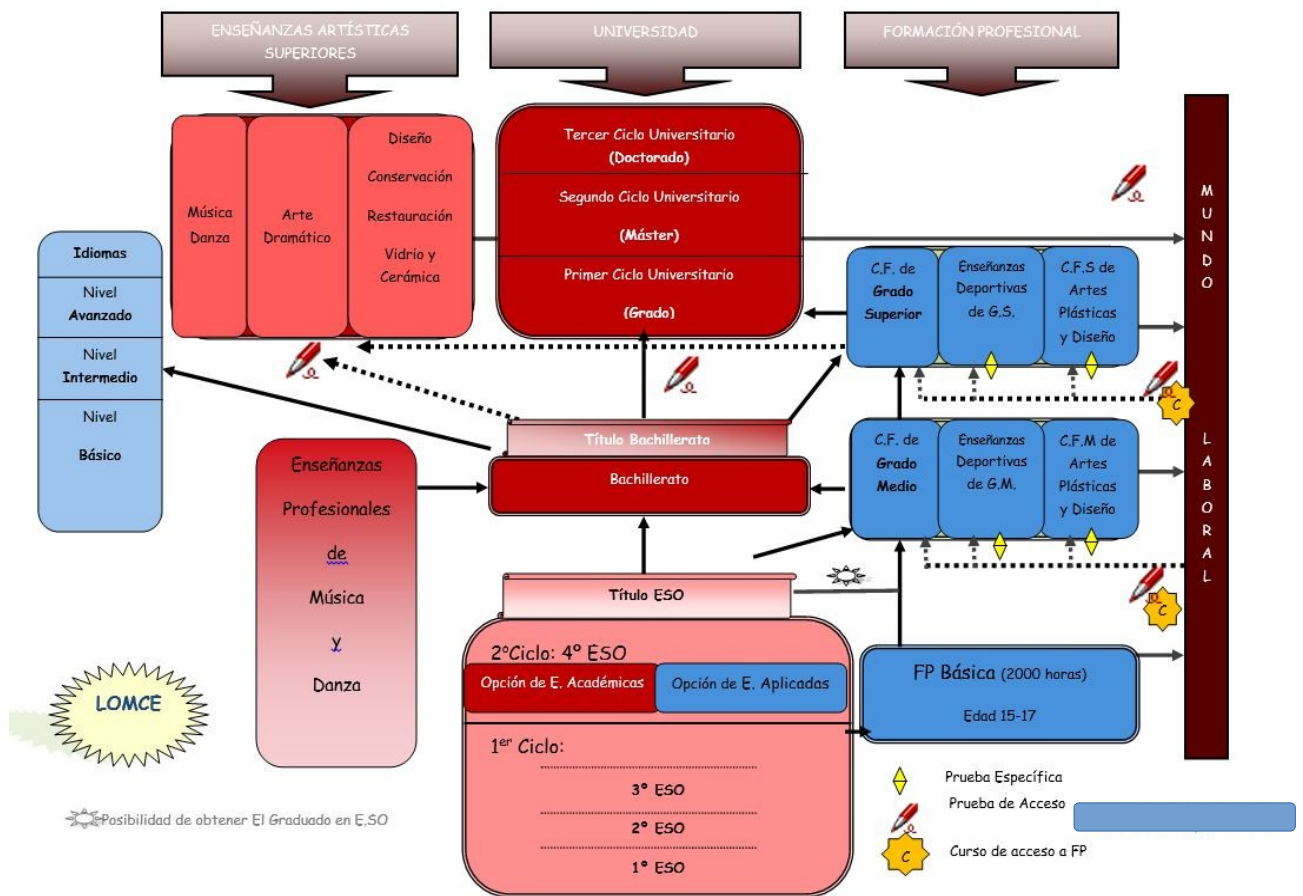 ENSEÑANZAS ARTÍSTICAS
SUPERIORES
UNIVERSIDAD
FORMACIÓN PROFESIONAL
Música
Danza
Arte
Dramático
Diseño
Conservación
Restauración
Vidrio y
Cerámica
Tercer Ciclo Universitario
(Doctorado)
Segundo Ciclo Universitario
(Máster)
Primer Ciclo Universitario
(Grado)
Idiomas
Nivel
Avanzado
Nivel
Intermedio
Nivel
Básico
C.F. de
Grado
Superior
Enseñanzas
Deportivas
de G.S.
C.F.S de
Artes
Plásticas
y Diseño
MUNDO
LABORAL
C
Título Bachillerato
Bachillerato
Enseñanzas
Profesionales
de
Música
y
Danza
C.F. de
Grado
Medio
Enseñanzas
Deportivas
de G.M.
C.F.M de
Artes
Plásticas
y Diseño
C
Título ESO
2ºCiclo: 4º ESO
Opción de E. Académicas
Opción de E. Aplicadas
1er Ciclo:
3º ESO
2º ESO
1º ESO
FP Básica (2000 horas)
Edad 15-17
LOMCE
Posibilidad de obtener El Graduado en E.SO
Prueba Específica
Prueba de Acceso
C
Curso de acceso a FP